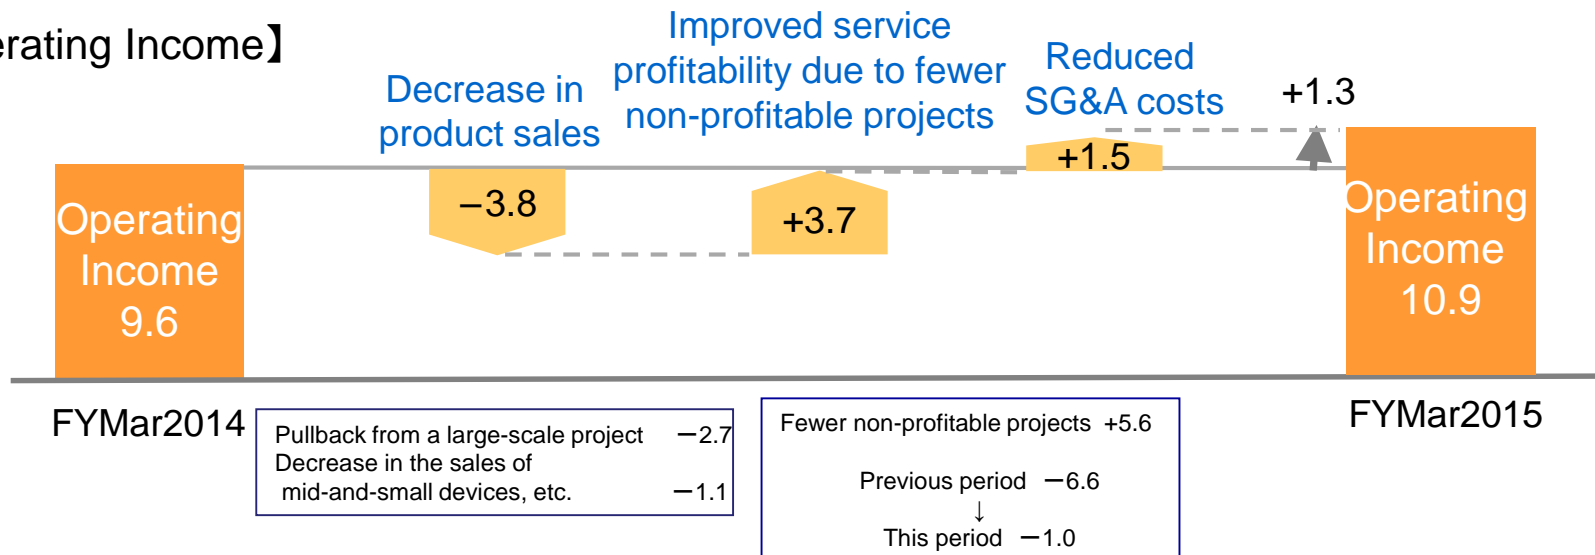 erating Income】
Decrease in
product sales
Improved service
profitability due to fewer
non-profitable projects
Reduced
SG&A costs
+1.3
−3.8
+3.7
+1.5
Operating
Income
9.6
Operating
Income
10.9
FYMar2014
FYMar2015
Pullback from a large-scale project −2.7
Decrease in the sales of
mid-and-small devices, etc. −1.1
Fewer non-profitable projects +5.6
Previous period −6.6
↓
This period −1.0